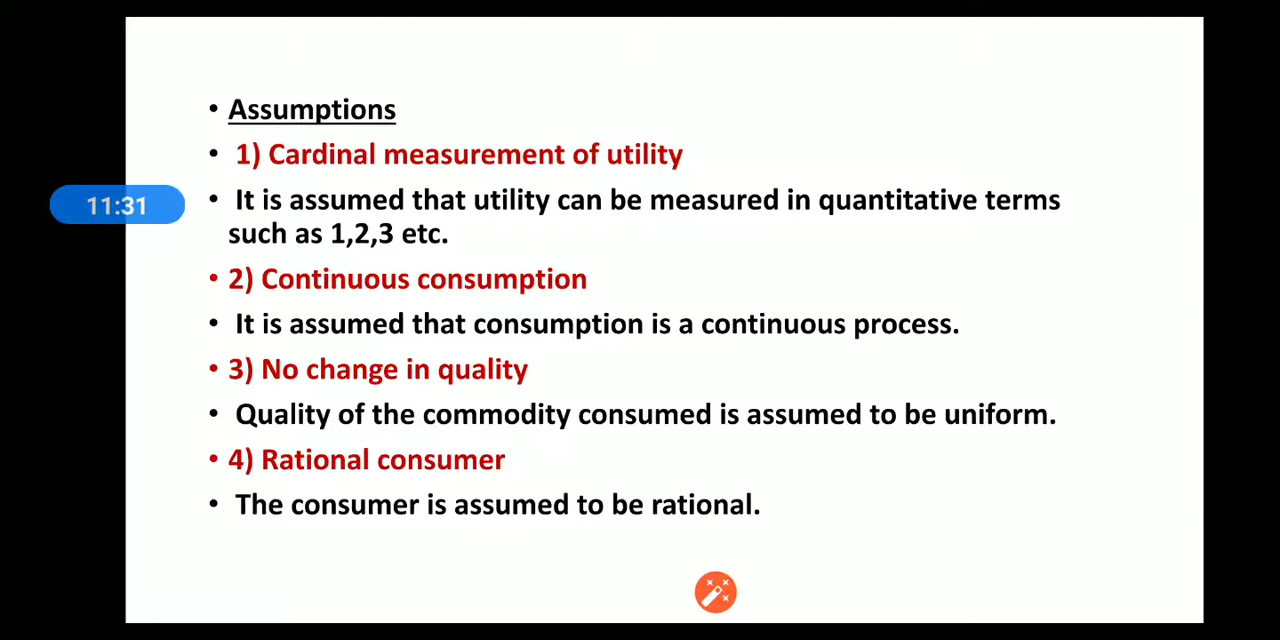 • Assumptions
• 1) Cardinal measurement of utility
11:31
• It is assumed that utility can be measured in quantitative terms
such as 1,2,3 etc.
• 2) Continuous consumption
• It is assumed that consumption is a continuous process.
• 3) No change in quality
• Quality of the commodity consumed is assumed to be uniform.
• 4) Rational consumer
• The consumer is assumed to be rational.